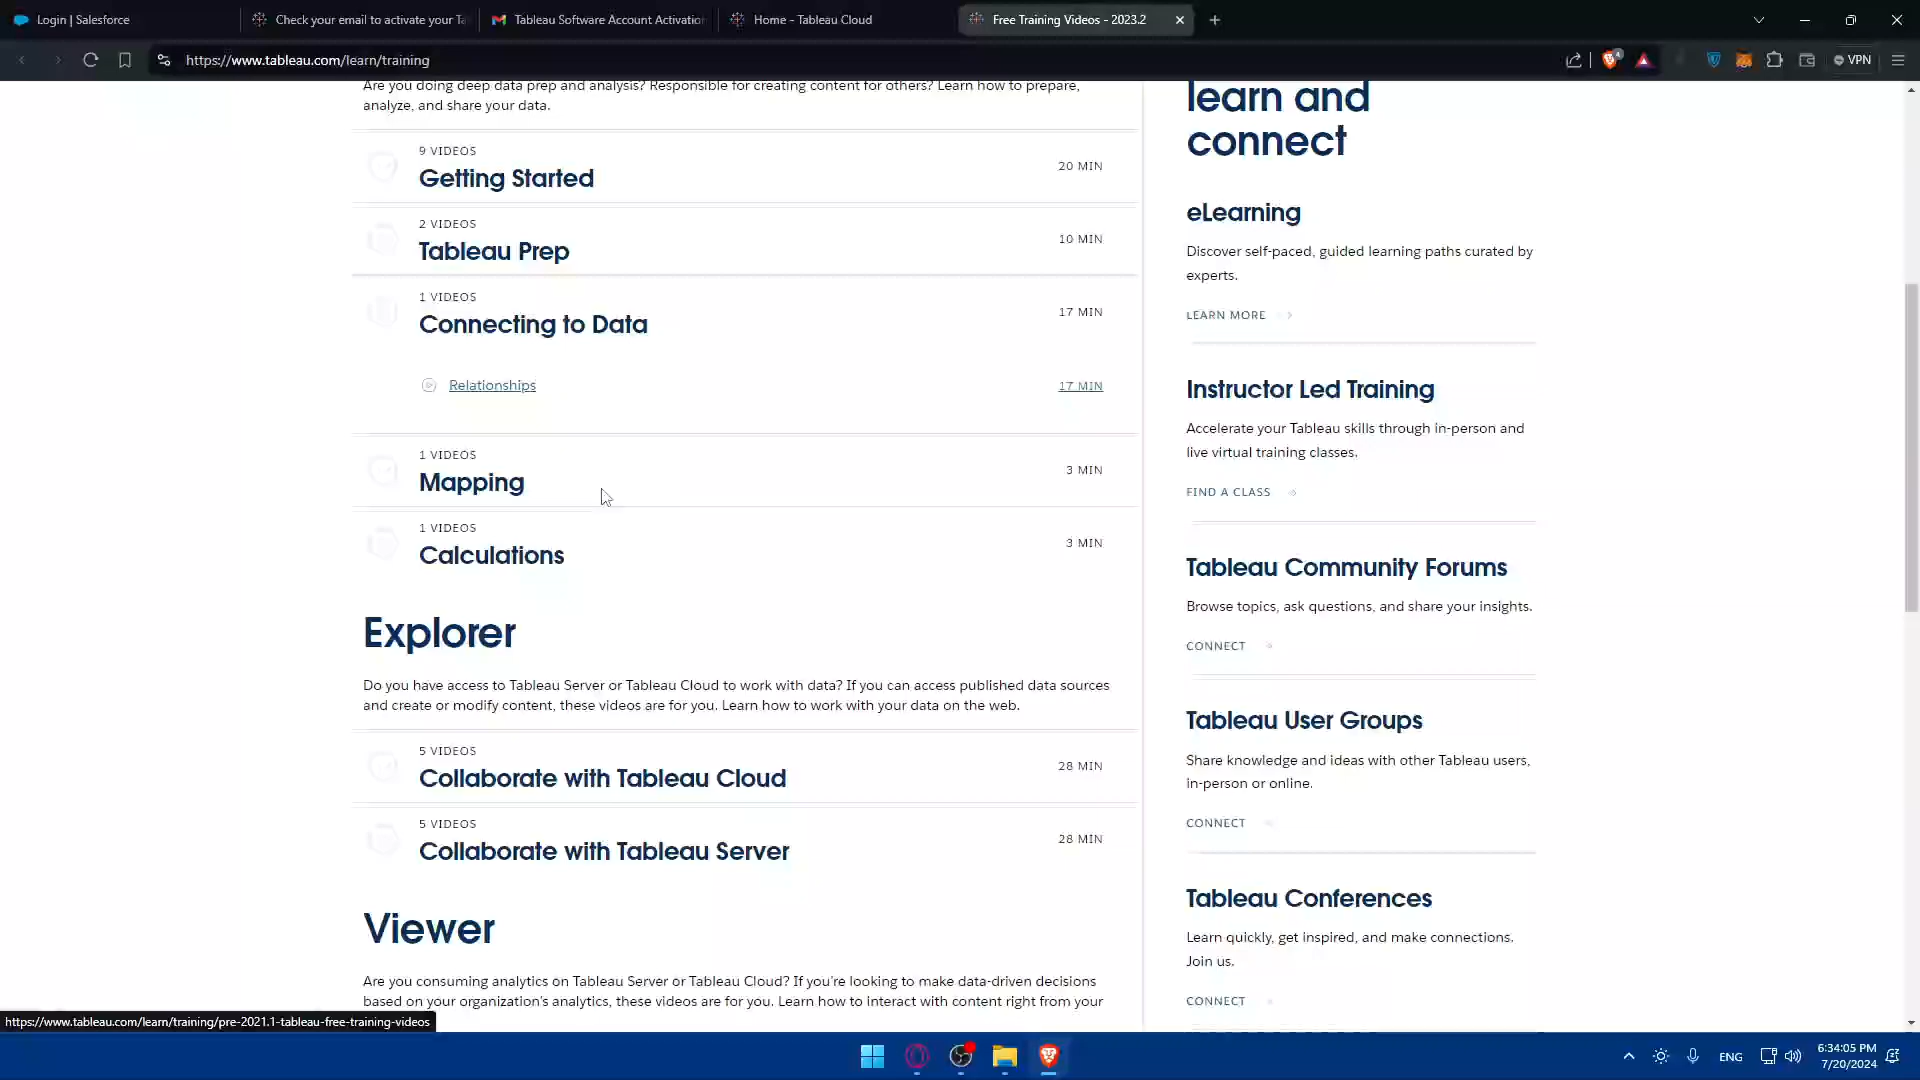 Login | Salesforce
Check your email to activate your Ta
Tableau Software Account Activation
Home - Tableau Cloud
Free Training Videos - 2023.2
https://www.tableau.com/learn/training
4
VPN
Are you doing deep data prep and analysis? Responsible for creating content for others? Learn how to prepare,
analyze, and share your data.
9 VIDEOS
Getting Started
20 MIN
2 VIDEOS
Tableau Prep
10 MIN
1 VIDEOS
Connecting to Data
17 MIN
Relationships
17 MIN
1 VIDEOS
Mapping
3 MIN
1 VIDEOS
Calculations
3 MIN
Explorer
Do you have access to Tableau Server or Tableau Cloud to work with data? If you can access published data sources
and create or modify content, these videos are for you. Learn how to work with your data on the web.
5 VIDEOS
Collaborate with Tableau Cloud
28 MIN
5 VIDEOS
Collaborate with Tableau Server
28 MIN
Viewer
Are you consuming analytics on Tableau Server or Tableau Cloud? If you're looking to make data-driven decisions
based on your organization's analytics, these videos are for you. Learn how to interact with content right from your
learn and
connect
eLearning
Discover self-paced, guided learning paths curated by
experts.
LEARN MORE
Instructor Led Training
Accelerate your Tableau skills through in-person and
live virtual training classes.
FIND A CLASS
Tableau Community Forums
Browse topics, ask questions, and share your insights.
CONNECT
Tableau User Groups
Share knowledge and ideas with other Tableau users,
in-person or online.
CONNECT
Tableau Conferences
Learn quickly, get inspired, and make connections.
Join us.
CONNECT
https://www.tableau.com/learn/training/pre-2021.1-tableau-free-training-videos
ENG
6:34:05 PM
7/20/2024